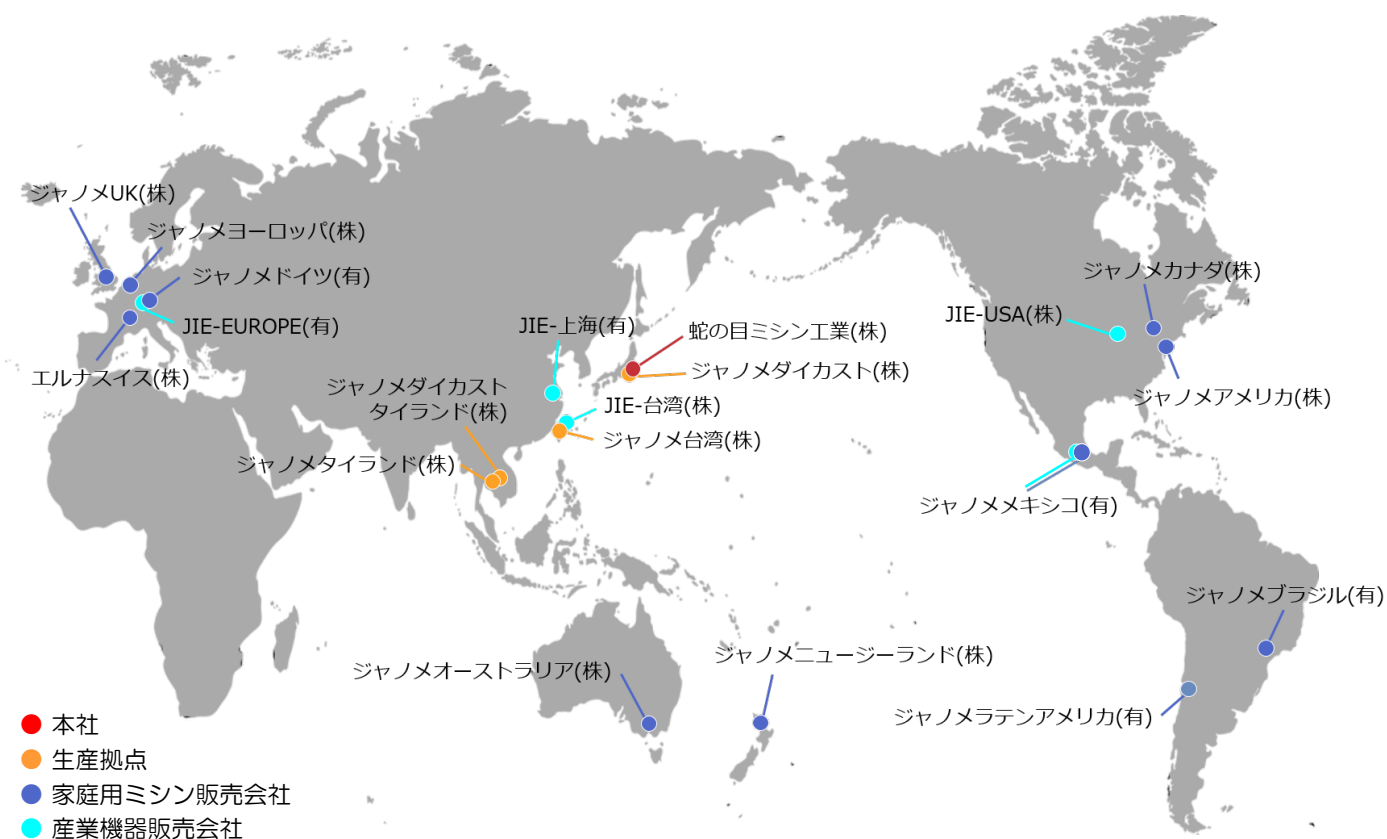 ジャノメUK(株)
ジャノメヨーロッパ(株)
ジャノメドイツ(有)
JIE-EUROPE(有)
エルナスイス(株)
JIE-上海(有)
蛇の目ミシン工業(株)
ジャノメダイカスト(株)
ジャノメダイカスト
タイランド(株)
JIE-台湾(株)
ジャノメ台湾(株)
ジャノメタイランド(株)
ジャノメカナダ(株)
JIE-USA(株)
ジャノメアメリカ(株)
ジャノメメキシコ(有)
ジャノメブラジル(有)
ジャノメオーストラリア(株)
ジャノメニュージーランド(株)
ジャノメラテンアメリカ(有)
本社
生産拠点
家庭用ミシン販売会社
産業機器販売会社